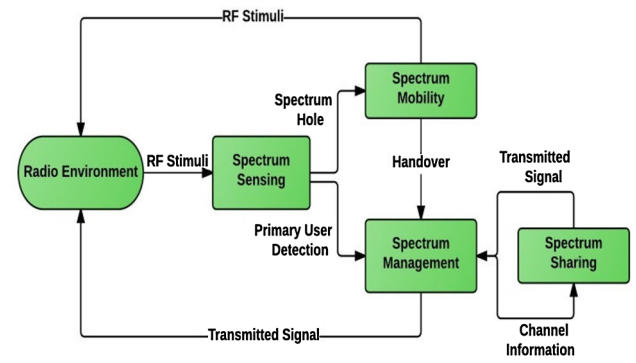 RF Stimuli
Spectrum
Mobility
Spectrum
Hole
Radio Environment
RF Stimuli
Spectrum
Sensing
Handover
Transmitted
Signal
Primary User
Detection
Spectrum
Management
Spectrum
Sharing
Transmitted Signal
Channel
Information